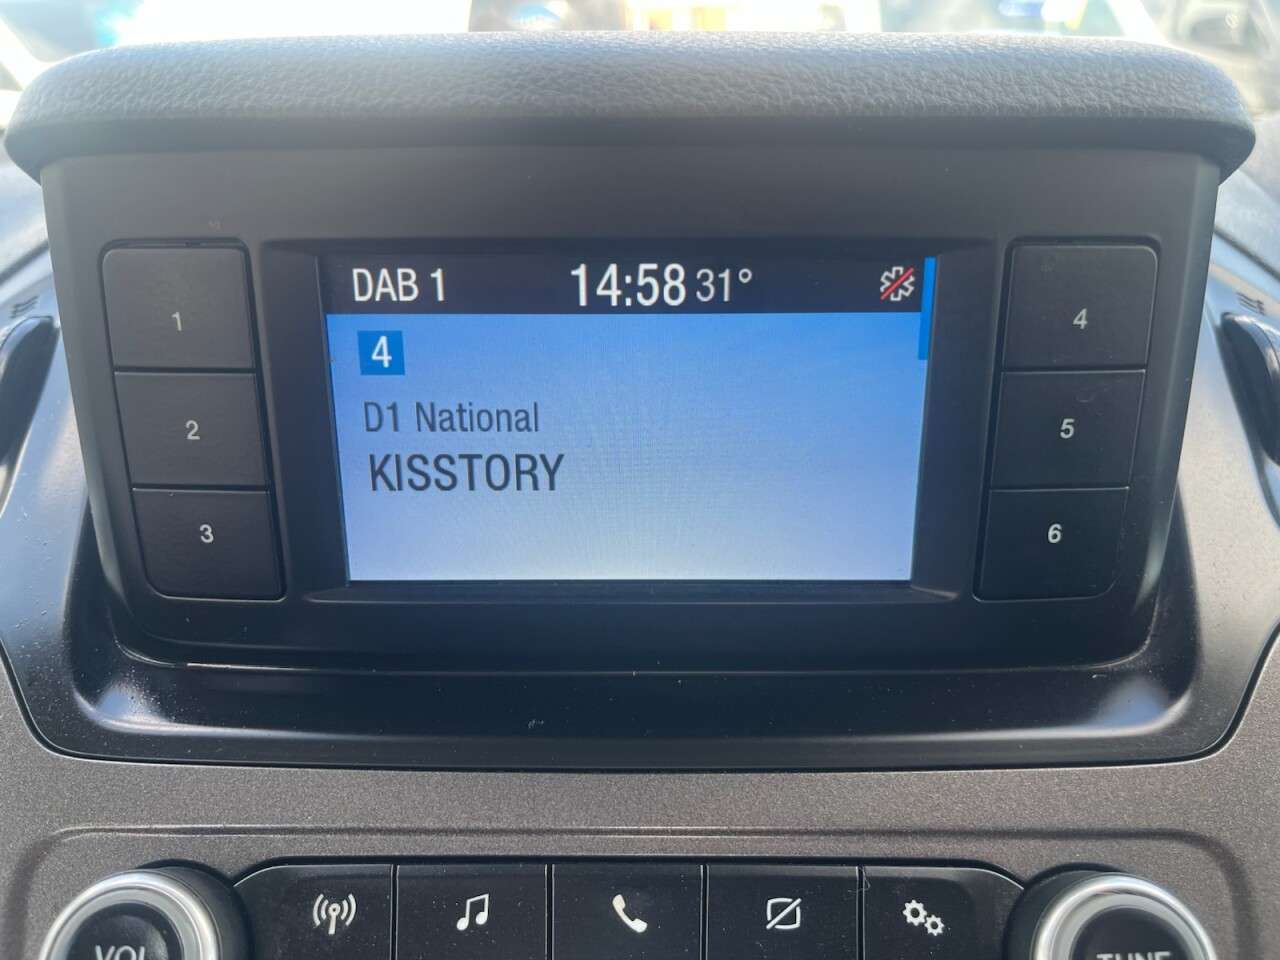 DAB 1 14:58 31°
4
D1 National
KISSTORY
1
2
3
4
5
6
VOL
TUNE